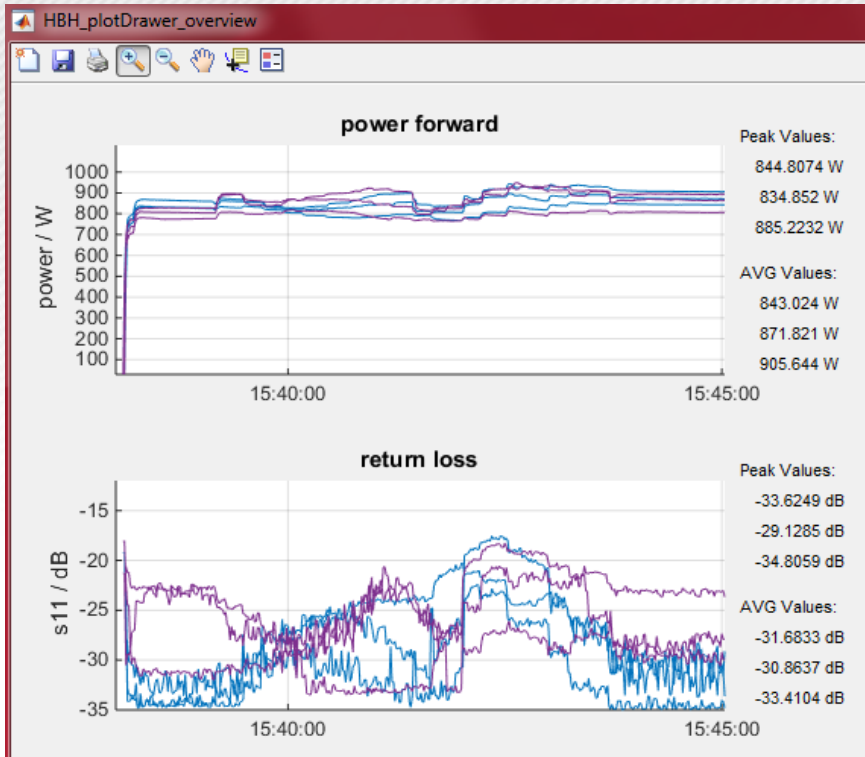 HBH_plotDrawer_overview
power forward
power / W
1000
900
800
700
600
500
400
300
200
100
15:40:00
15:45:00
Peak Values:
844.8074 W
834.852 W
885.2232 W
AVG Values:
843.024 W
871.821 W
905.644 W
return loss
s11 / dB
-15
-20
-25
-30
-35
15:40:00
15:45:00
Peak Values:
-33.6249 dB
-29.1285 dB
-34.8059 dB
AVG Values:
-31.6833 dB
-30.8637 dB
-33.4104 dB